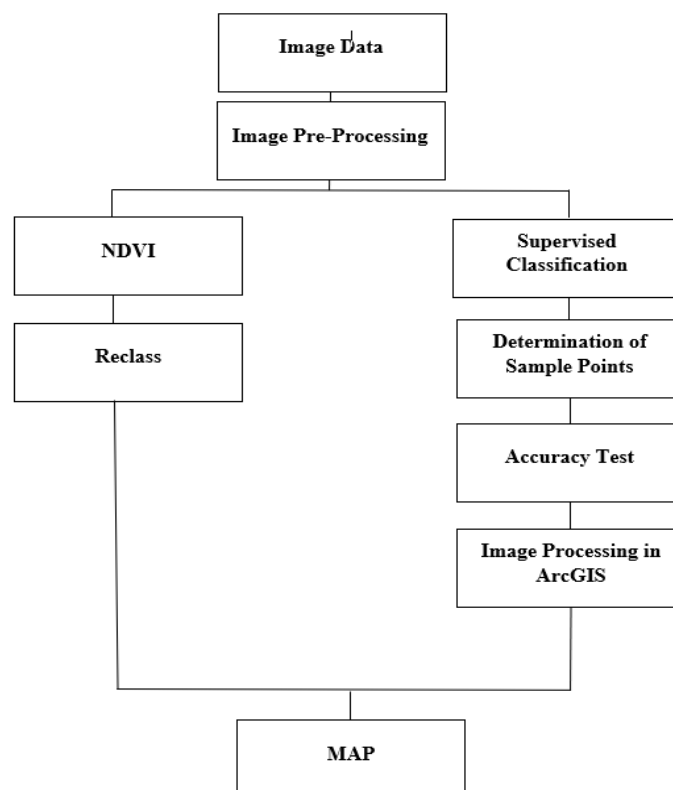 Image Data
Image Pre-Processing
NDVI
Reclass
Supervised
Classification
Determination of
Sample Points
Accuracy Test
Image Processing in
ArcGIS
MAP